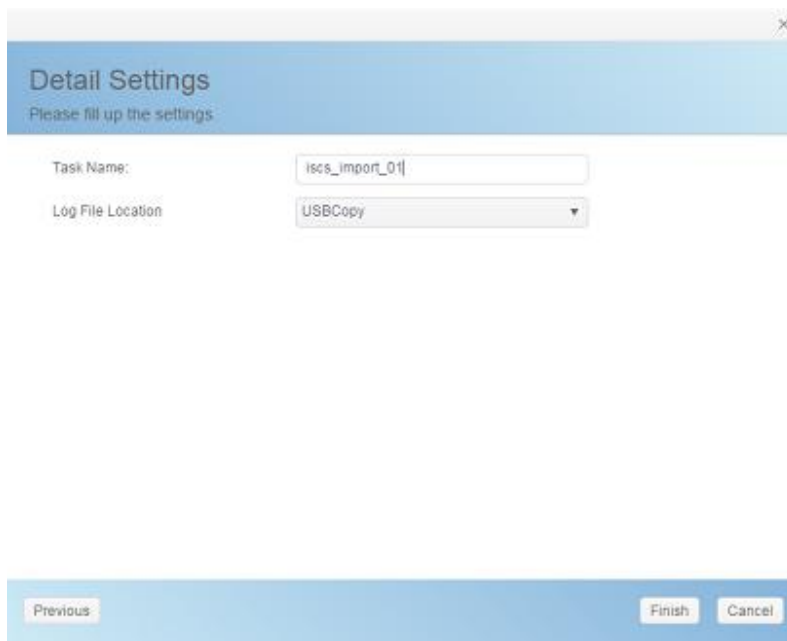 Detail Settings
Please fill up the settings
Task Name: iscs_import_01
Log File Location USBCopy
Previous Finish Cancel